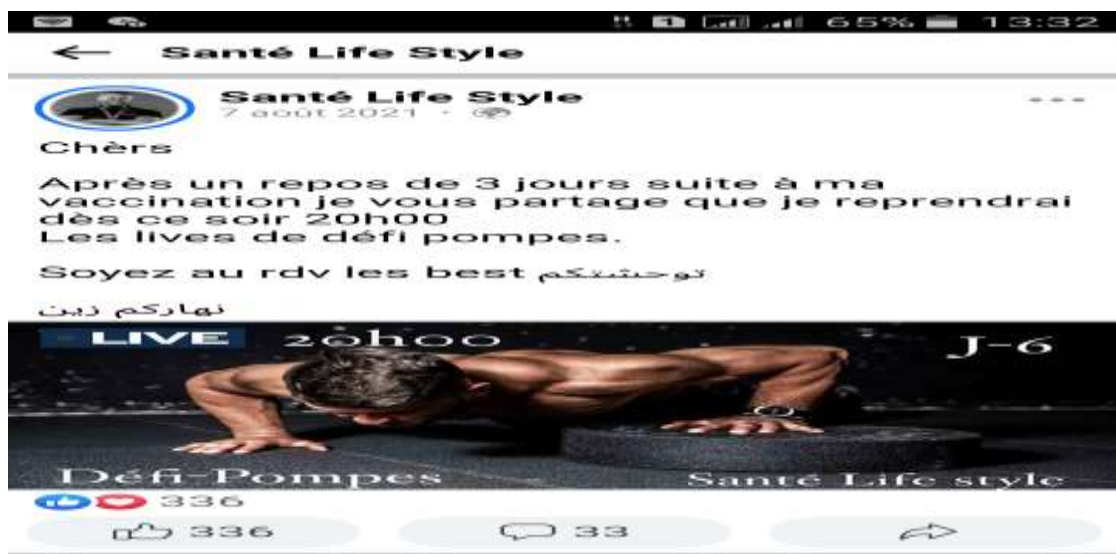 65% 13:32
← Santé Life Style
Santé Life Style
7 août 2021 ·
Chèrs
Après un repos de 3 jours suite à ma
vaccination je vous partage que je reprendrai
dès ce soir 20h00
Les lives de défi pompes.
Soyez au rdv les best توحشتكم
نهاركم زين
LIVE 20h00 J-6
Défi-Pompes Santé Life style
336
336 33